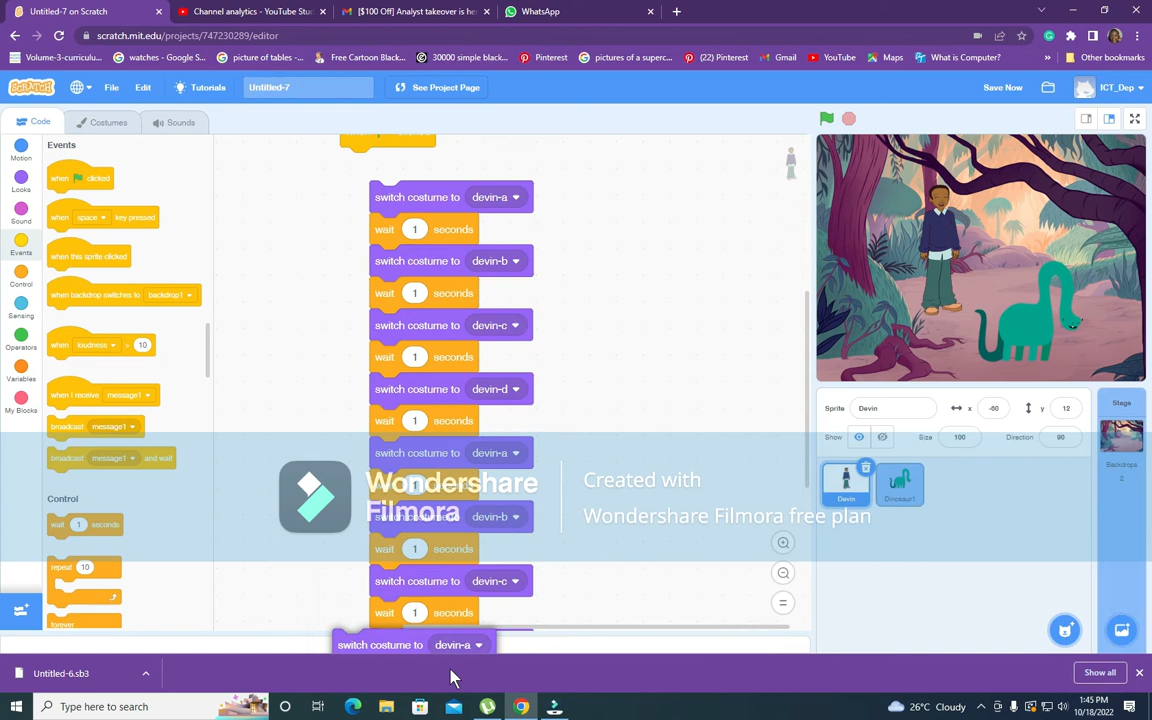 Untitled-7 on Scratch
Channel analytics - YouTube Stu
[$100 Off] Analyst takeover is he
WhatsApp
scratch.mit.edu/projects/747230289/editor
Volume-3-curriculu...
watches - Google S...
picture of tables -...
Free Cartoon Black...
30000 simple black...
Pinterest
pictures of a superc...
(22) Pinterest
Gmail
YouTube
Maps
What is Computer?
»
Other bookmarks
SCRATCH
File
Edit
Tutorials
Untitled-7
See Project Page
Save Now
ICT_Dep
Code
Costumes
Sounds
Motion
Looks
Sound
Events
Control
Sensing
Operators
Variables
My Blocks
Events
when clicked
when space key pressed
when this sprite clicked
when backdrop switches to backdrop1
when loudness > 10
when I receive message1
broadcast message1
broadcast message1 and wait
Control
wait 1 seconds
repeat 10
forever
switch costume to devin-a
wait 1 seconds
switch costume to devin-b
wait 1 seconds
switch costume to devin-c
wait 1 seconds
switch costume to devin-d
wait 1 seconds
switch costume to devin-a
1
devin-b
wait 1 seconds
switch costume to devin-c
wait 1 seconds
switch costume to devin-a
Wondershare
Filmora
Created with
Wondershare Filmora free plan
Sprite Devin
x -60
y 12
Show
Size 100
Direction 90
Devin
Dinosaur1
Stage
Backdrops
2
Untitled-6.sb3
Show all
Type here to search
26°C Cloudy
1:45 PM
10/18/2022